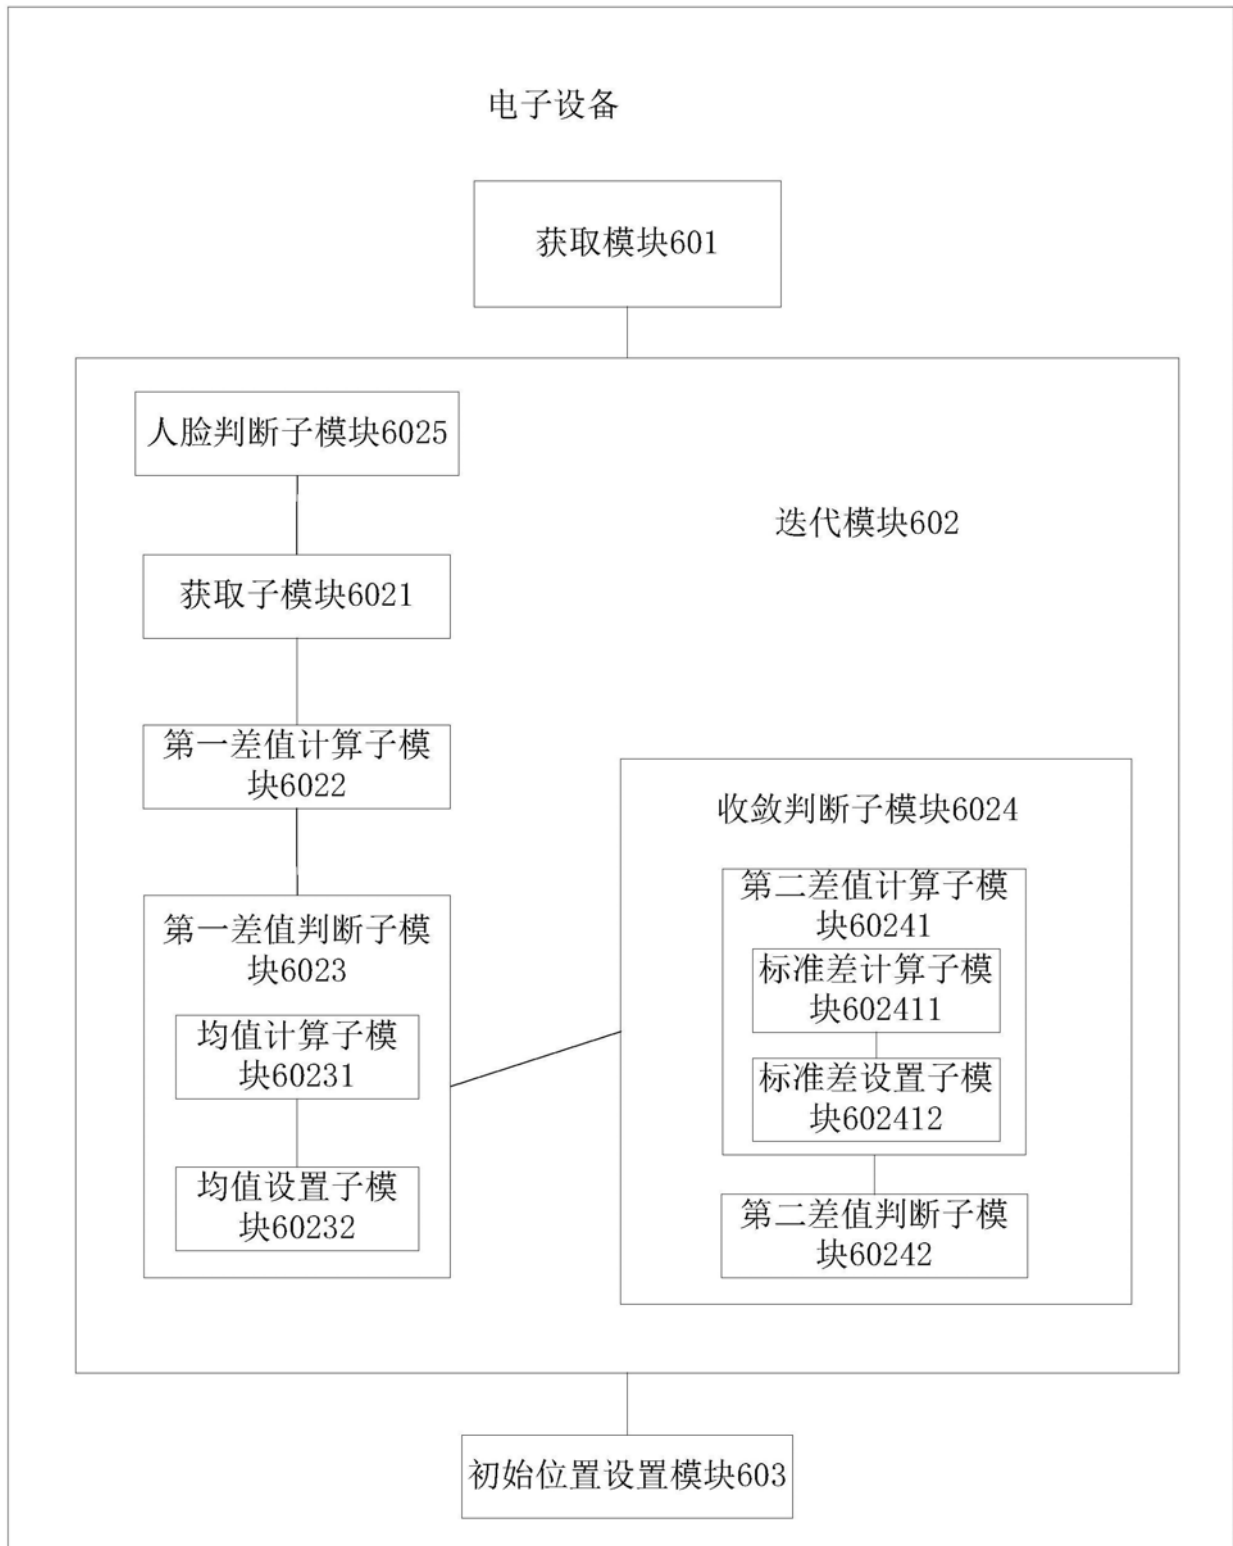 电子设备
获取模块601
人脸判断子模块6025
迭代模块602
获取子模块6021
第一差值计算子模
块6022
收敛判断子模块6024
第二差值计算子模
块60241
标准差计算子模
块602411
标准差设置子模
块602412
第二差值判断子模
块60242
第一差值判断子模
块6023
均值计算子模
块60231
均值设置子模
块60232
初始位置设置模块603